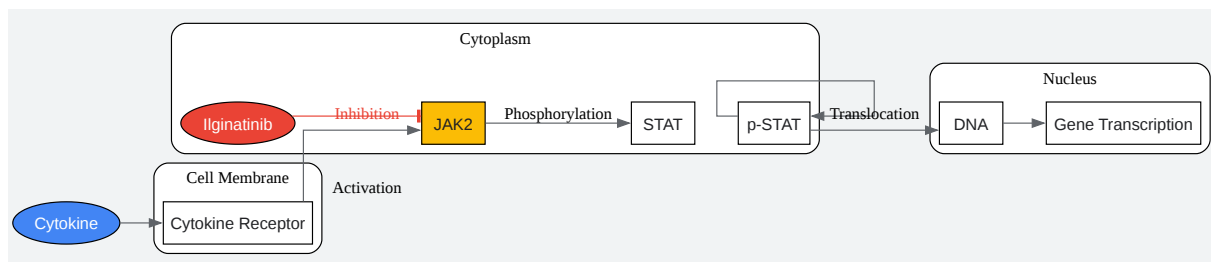 Cytoplasm
Nucleus
Ilginatinib
Inhibition
JAK2
Phosphorylation
STAT
p-STAT
Translocation
DNA
Gene Transcription
Cell Membrane
Activation
Cytokine
Cytokine Receptor